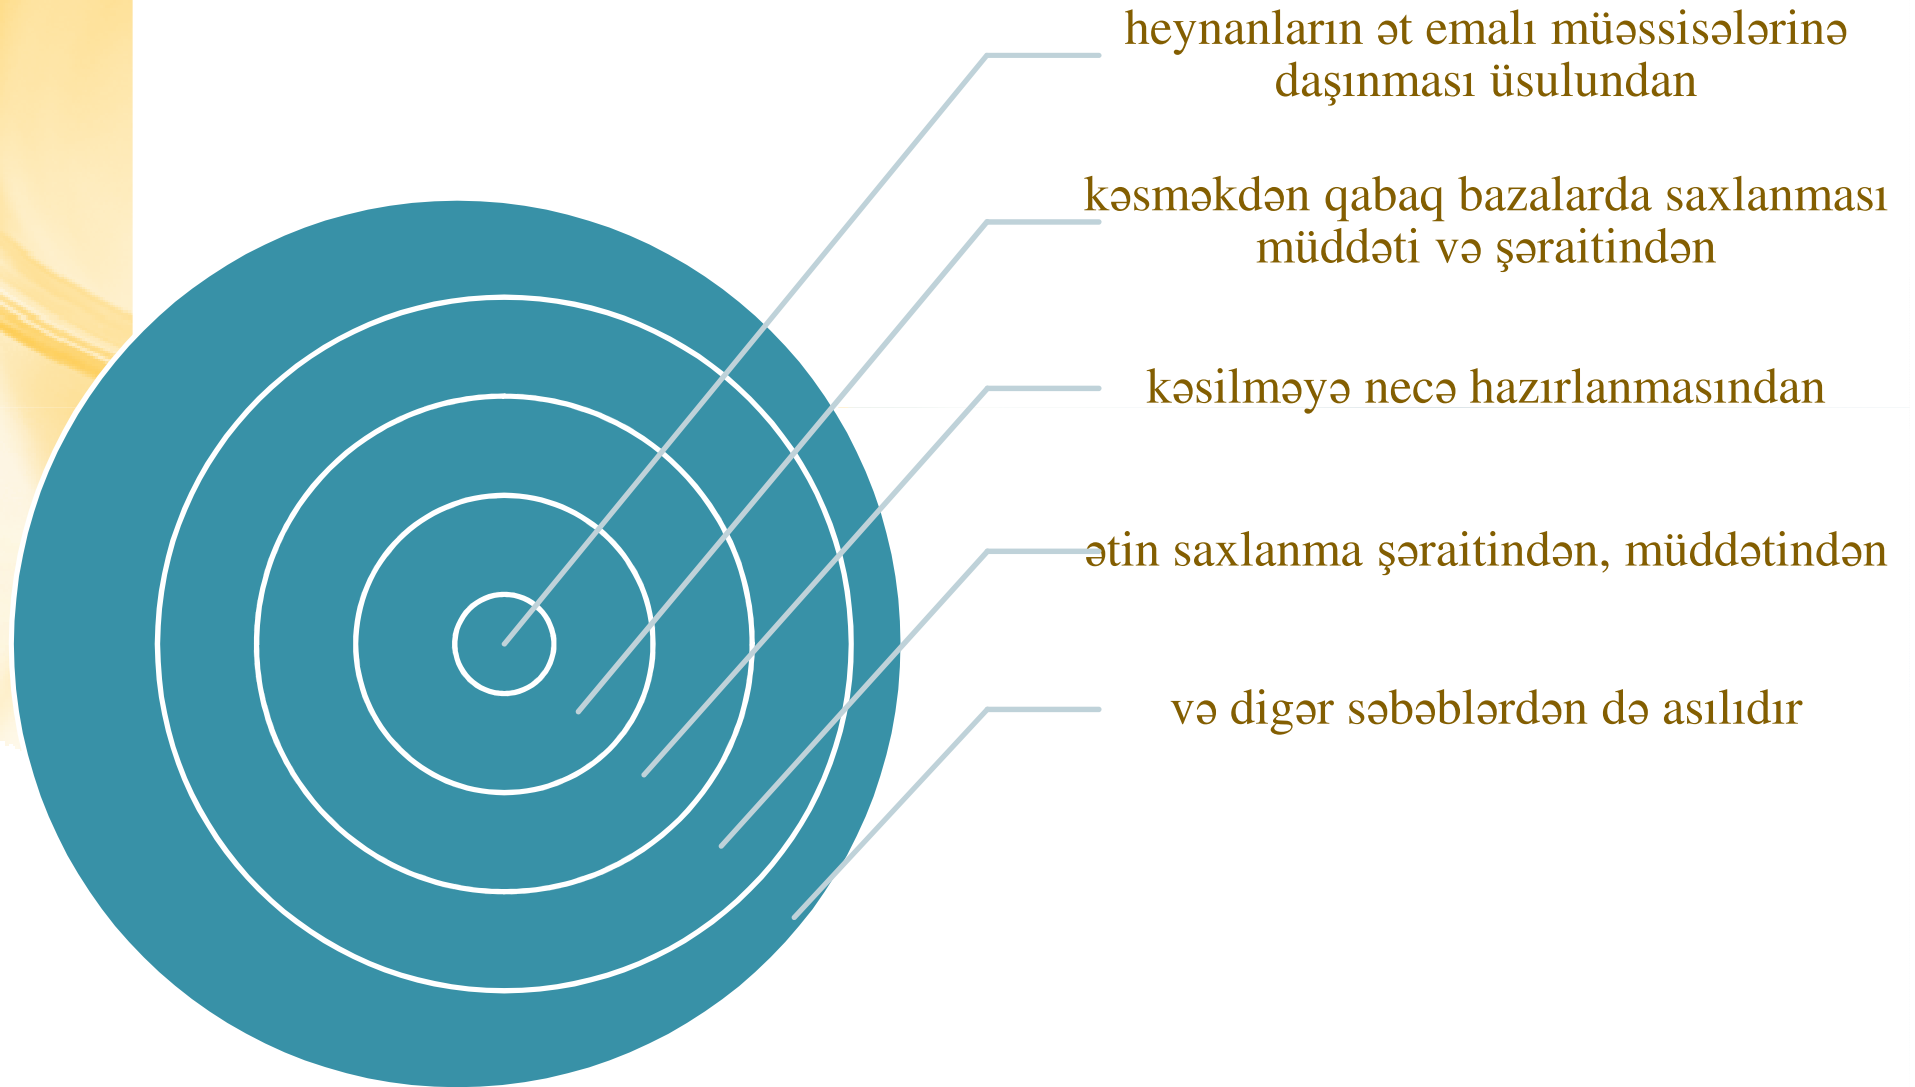 heynanların ət emalı müəssisələrinə
daşınması üsulundan
kəsməkdən qabaq bazalarda saxlanması
müddəti və şəraitindən
kəsilməyə necə hazırlanmasından
ətin saxlanma şəraitindən, müddətindən
və digər səbəblərdən də asılıdır